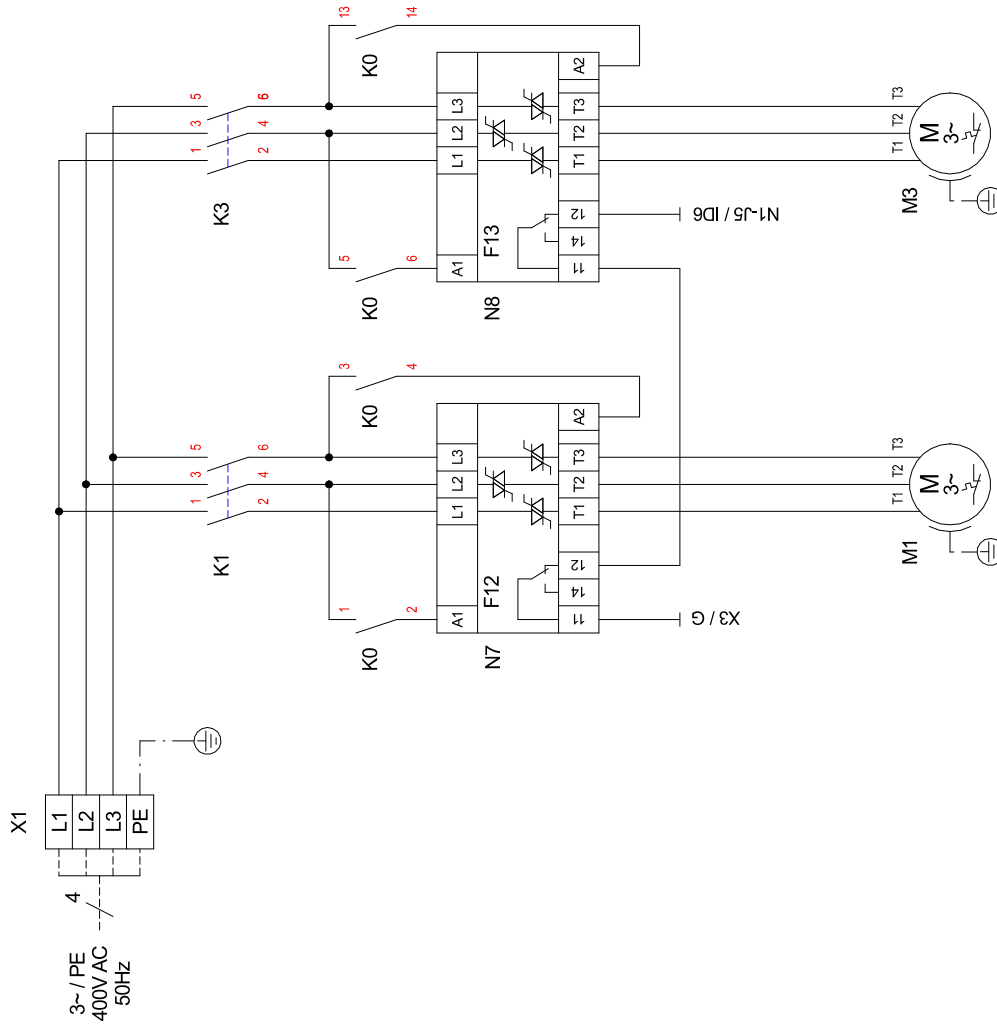 X1
L1
L2
L3
PE
4
3~ / PE
400V AC
50Hz
K1
1
3
5
2
4
6
K0
1
2
K0
3
4
N7
F12
A1
L1
L2
L3
11
14
12
T1
T2
T3
A2
X3 / G
T1
T2
T3
M
3~
M1
K3
1
3
5
2
4
6
K0
5
6
K0
13
14
N8
F13
A1
L1
L2
L3
11
14
12
T1
T2
T3
A2
N1-J5 / ID6
T1
T2
T3
M
3~
M3